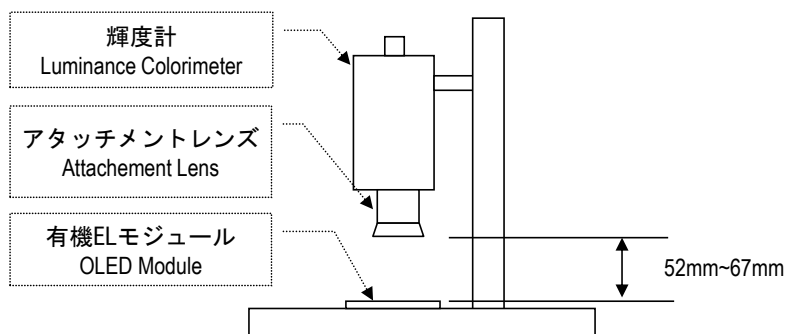 輝度計
Luminance Colorimeter
アタッチメントレンズ
Attachement Lens
有機ELモジュール
OLED Module
52mm~67mm